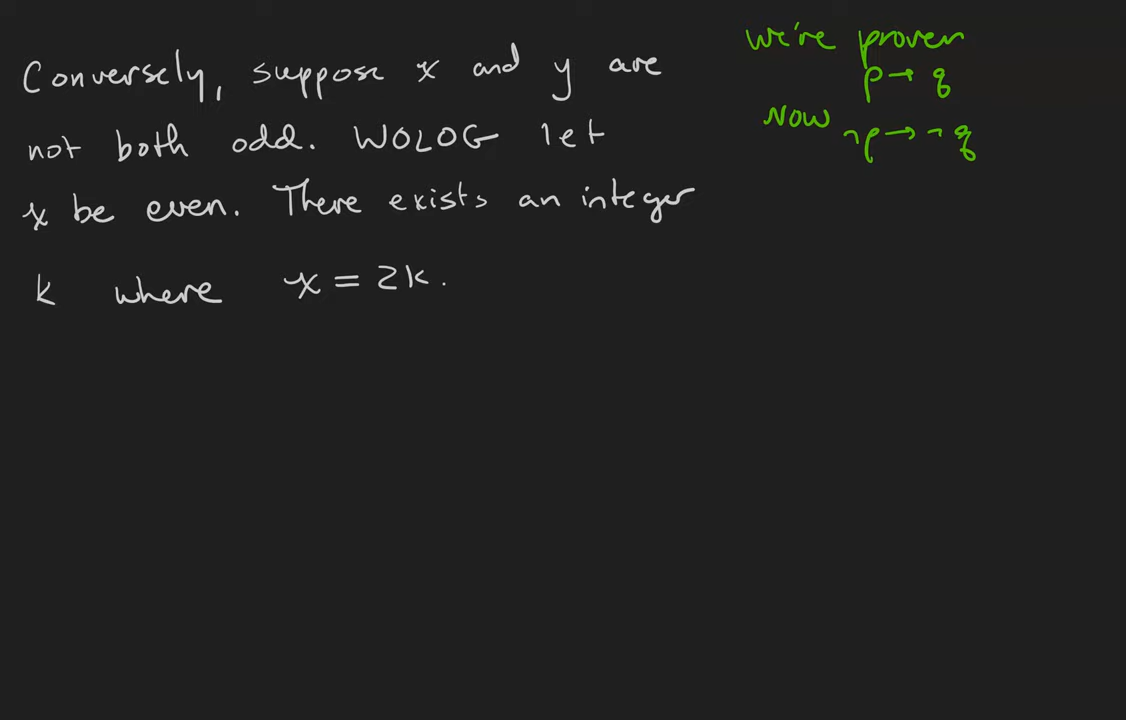 Conversely, suppose x and y are
not both odd. WOLOG let
x be even. There exists an integer
k where x = 2k.
We're proven
p → q
Now
¬p → ¬q